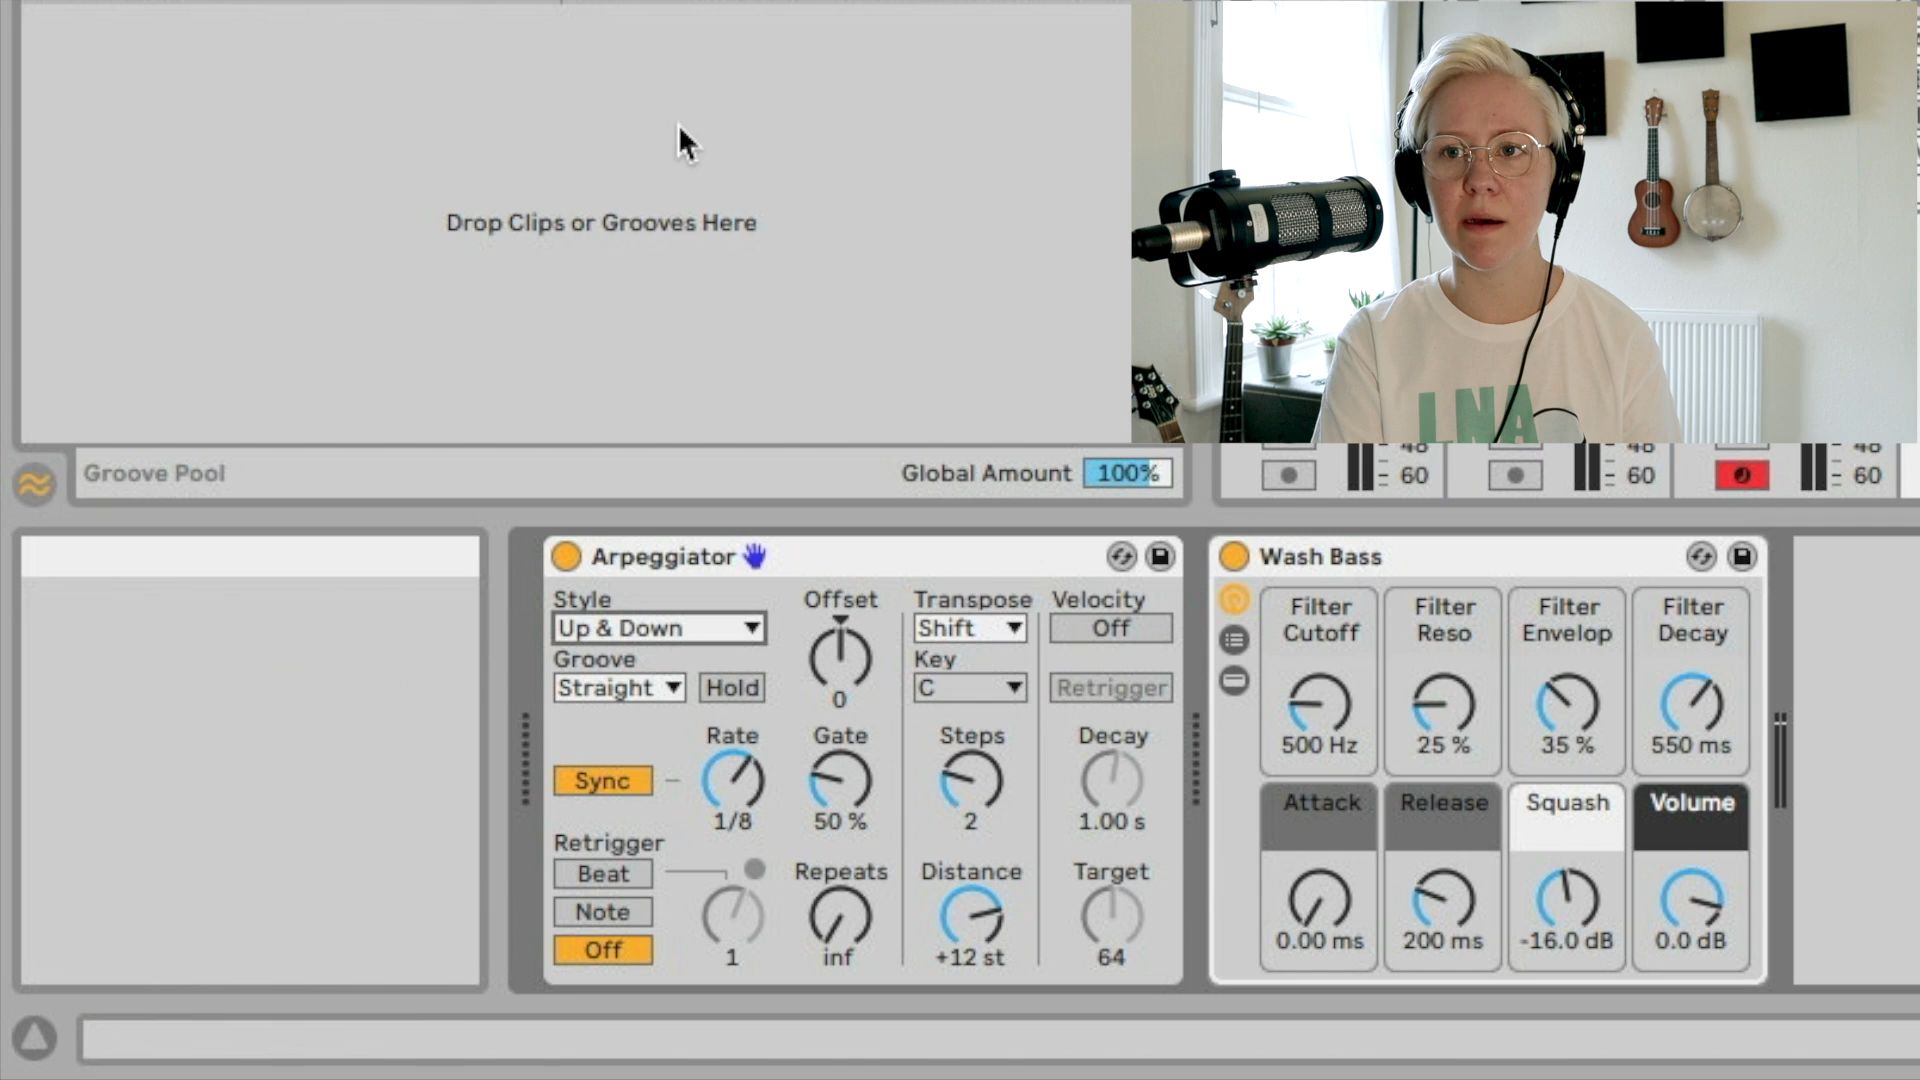 Drop Clips or Grooves Here
LNA
Groove Pool
Global Amount 100%
60
60
60
Arpeggiator
Style
Up & Down
Groove
Straight
Hold
Offset
0
Transpose
Shift
Key
C
Velocity
Off
Retrigger
Sync
Rate
1/8
Gate
50 %
Steps
2
Decay
1.00 s
Retrigger
Beat
Note
Off
1
Repeats
inf
Distance
+12 st
Target
64
Wash Bass
Filter
Cutoff
500 Hz
Filter
Reso
25 %
Filter
Envelop
35 %
Filter
Decay
550 ms
Attack
0.00 ms
Release
200 ms
Squash
-16.0 dB
Volume
0.0 dB